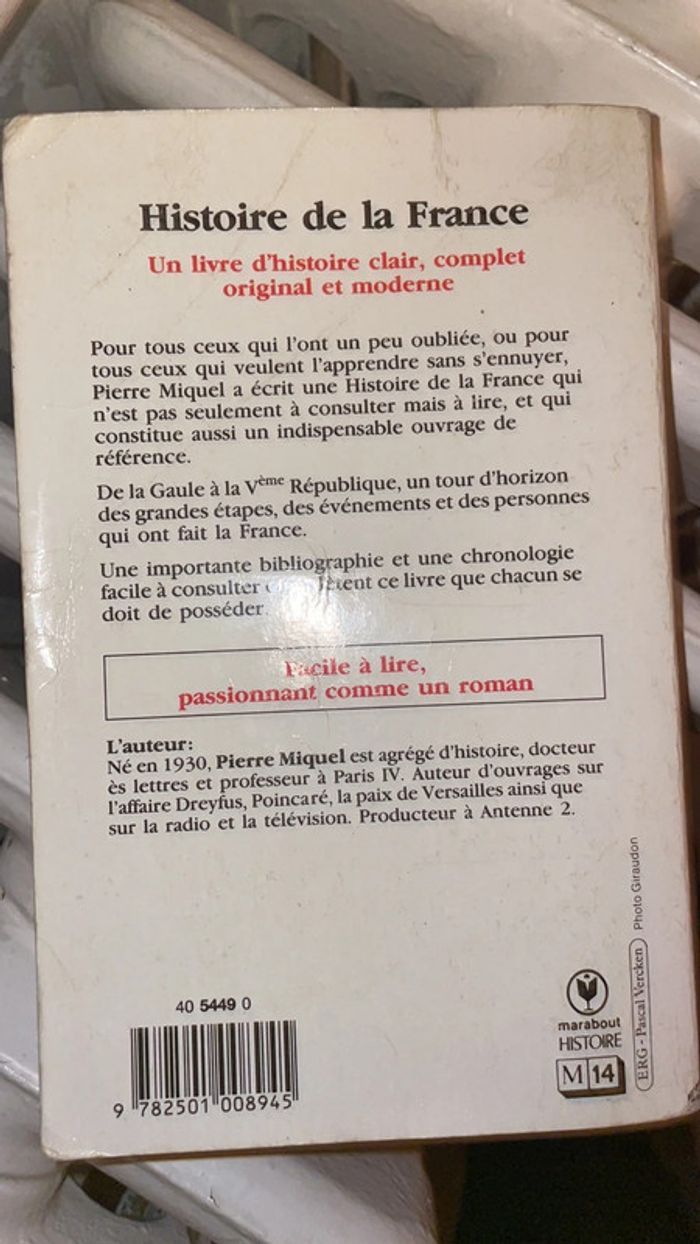 Histoire de la France
Un livre d'histoire clair, complet
original et moderne
Pour tous ceux qui l'ont un peu oubliée, ou pour
tous ceux qui veulent l'apprendre sans s'ennuyer,
Pierre Miquel a écrit une Histoire de la France qui
n'est pas seulement à consulter mais à lire, et qui
constitue aussi un indispensable ouvrage de
référence.
De la Gaule à la Vème République, un tour d'horizon
des grandes étapes, des événements et des personnes
qui ont fait la France.
Une importante bibliographie et une chronologie
facile à consulter ce livre que chacun se
doit de posséder.
Facile à lire,
passionnant comme un roman
L'auteur:
Né en 1930, Pierre Miquel est agrégé d'histoire, docteur
ès lettres et professeur à Paris IV. Auteur d'ouvrages sur
l'affaire Dreyfus, Poincaré, la paix de Versailles ainsi que
sur la radio et la télévision. Producteur à Antenne 2.
40 5449 0
9 782501 008945
marabout
HISTOIRE
M 14
ERG - Pascal Vercken
Photo Giraudon